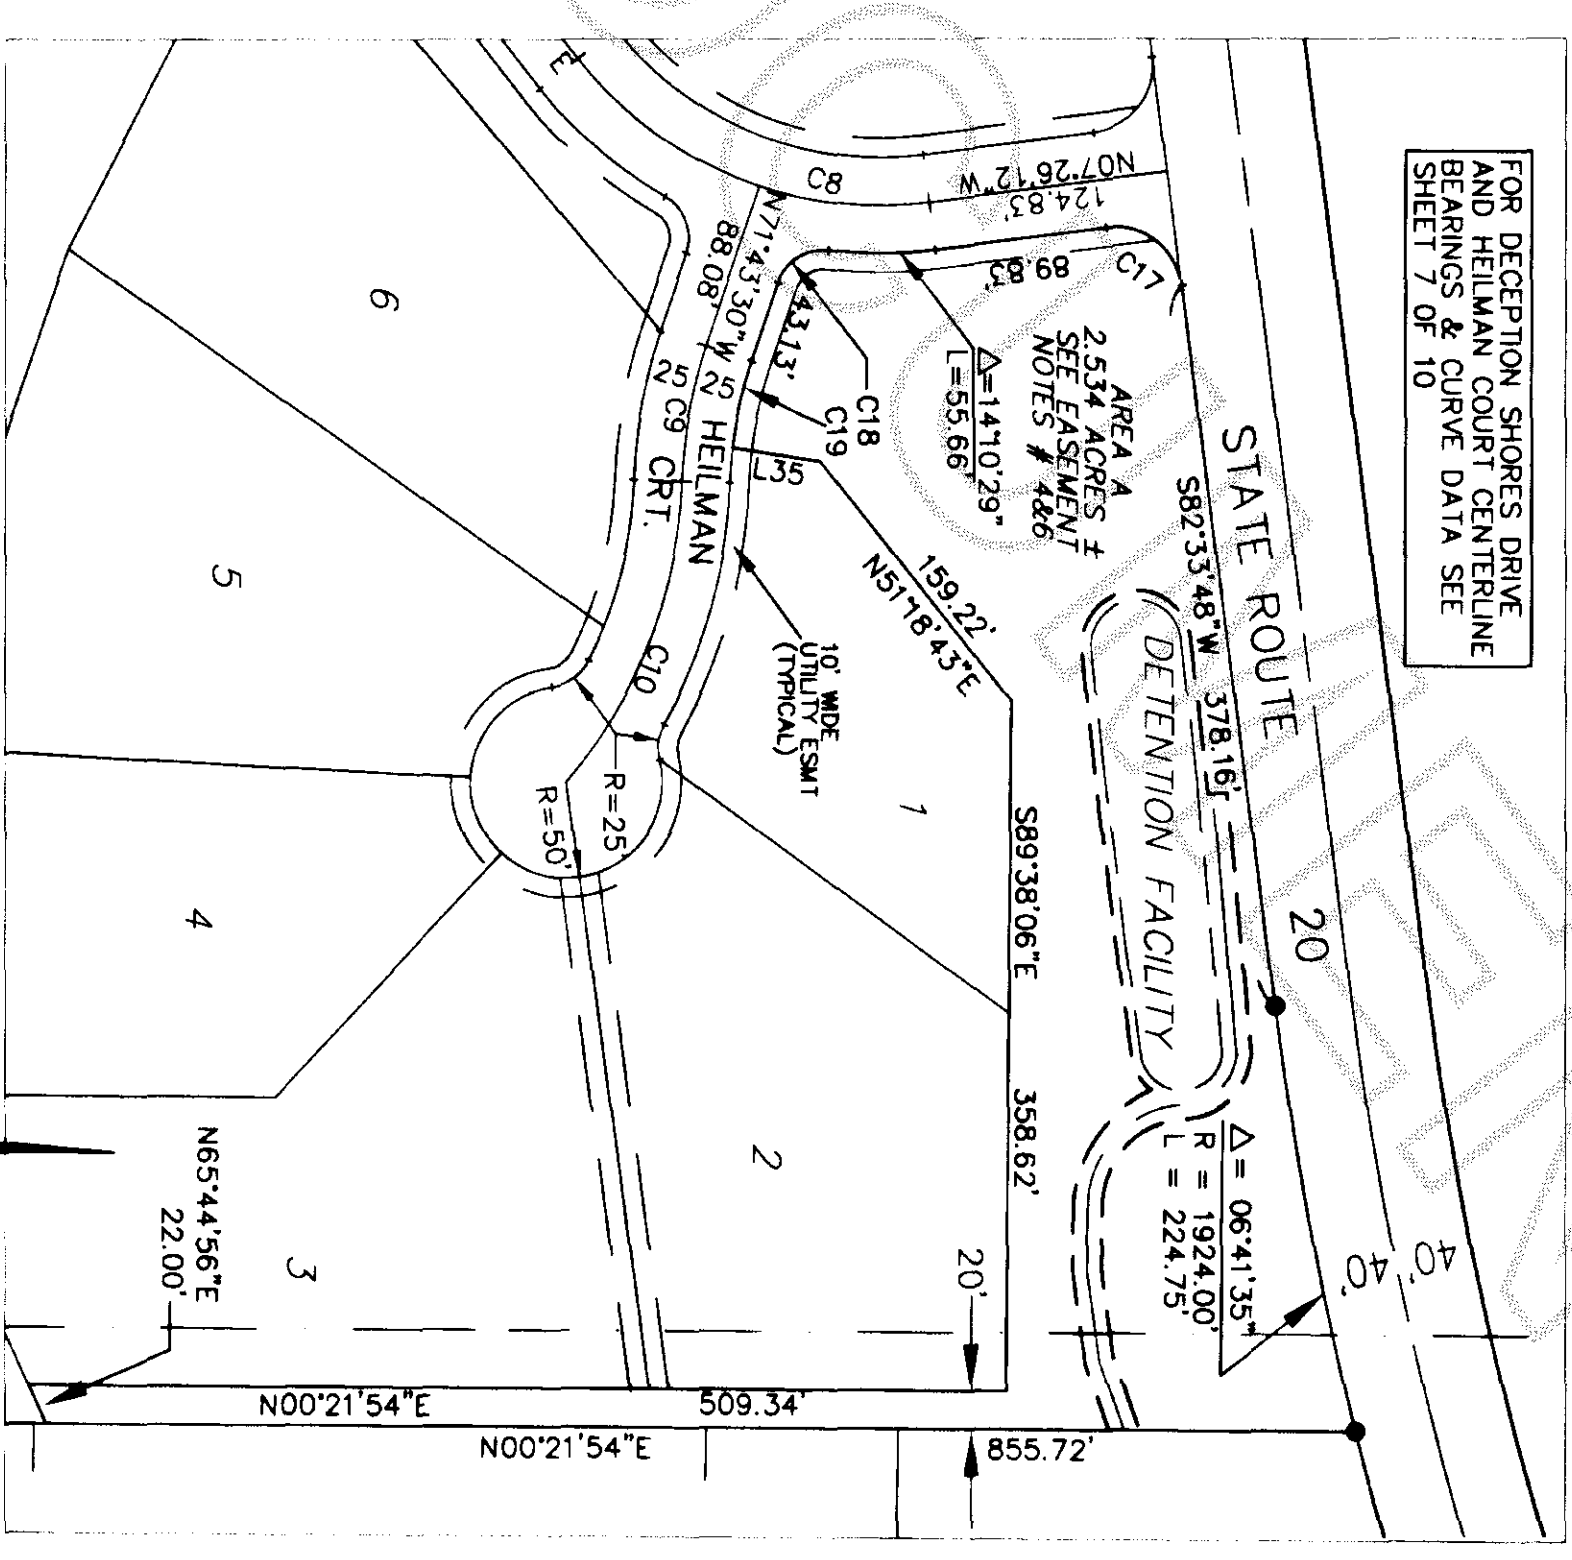 FOR DECEPTION SHORES DRIVE
AND HEILMAN COURT CENTERLINE
BEARINGS & CURVE DATA SEE
SHEET 7 OF 10
STATE ROUTE
20
40'
40'
S82°33'48"W 378.16'
DETENTION FACILITY
Δ= 06°41'35"
R = 1924.00'
L = 224.75'
AREA A
2.534 ACRES ±
SEE EASEMENT
NOTES # 4&6
Δ=14°10'29"
L=55.66'
N07°26'12"W
124.83'
C8
C17
89.83'
C18
C19
43.13'
N71°43'30"W
88.08'
25
25
C9
HEILMAN
CRT.
L35
159.22'
N51°18'43"E
10' WIDE
UTILITY ESMT
(TYPICAL)
C10
R=25'
R=50'
S89°38'06"E
358.62'
20'
1
2
3
4
5
6
E
N65°44'56"E
22.00'
N00°21'54"E
509.34'
N00°21'54"E
855.72'